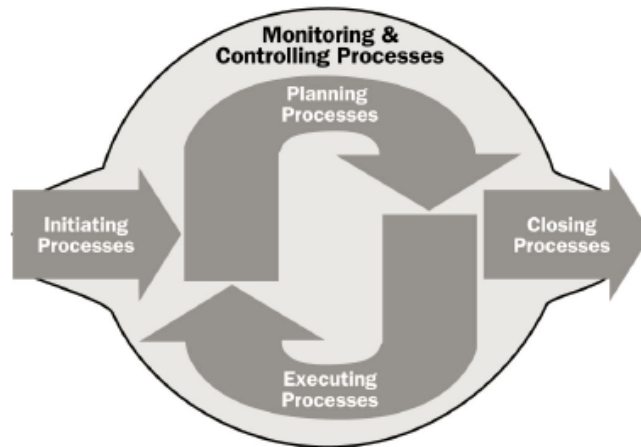 Monitoring &
Controlling Processes
Planning
Processes
Initiating
Processes
Closing
Processes
Executing
Processes